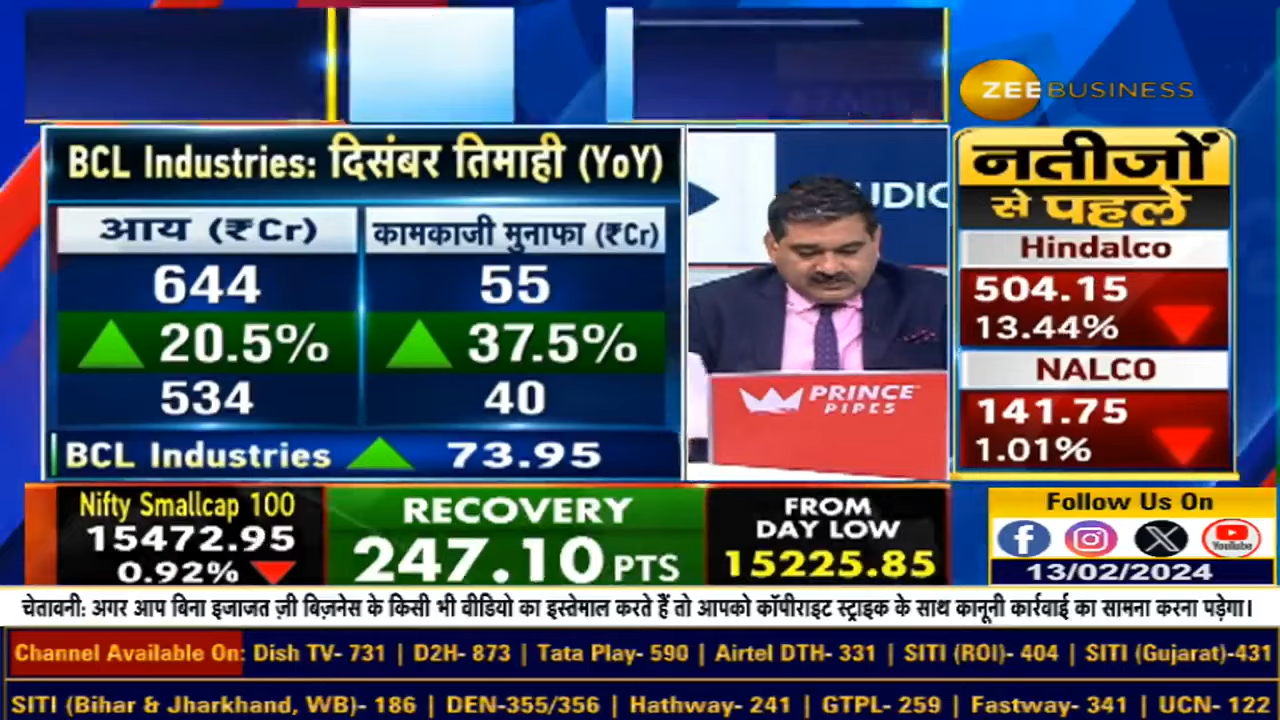 ZEE BUSINESS
BCL Industries: दिसंबर तिमाही (YoY)
आय (₹Cr)
कामकाजी मुनाफा (₹Cr)
644
55
20.5%
37.5%
534
40
BCL Industries 73.95
UDIO
PRINCE
PIPES
नतीजों
से पहले
Hindalco
504.15
13.44%
NALCO
141.75
1.01%
Nifty Smallcap 100
15472.95
0.92%
RECOVERY
247.10 PTS
FROM
DAY LOW
15225.85
Follow Us On
YouTube
13/02/2024
चेतावनी: अगर आप बिना इजाजत ज़ी बिज़नेस के किसी भी वीडियो का इस्तेमाल करते हैं तो आपको कॉपीराइट स्ट्राइक के साथ कानूनी कार्रवाई का सामना करना पड़ेगा।
Channel Available On: Dish TV- 731 | D2H- 873 | Tata Play- 590 | Airtel DTH- 331 | SITI (ROI)- 404 | SITI (Gujarat)-431
SITI (Bihar & Jharkhand, WB)- 186 | DEN-355/356 | Hathway- 241 | GTPL- 259 | Fastway- 341 | UCN- 122